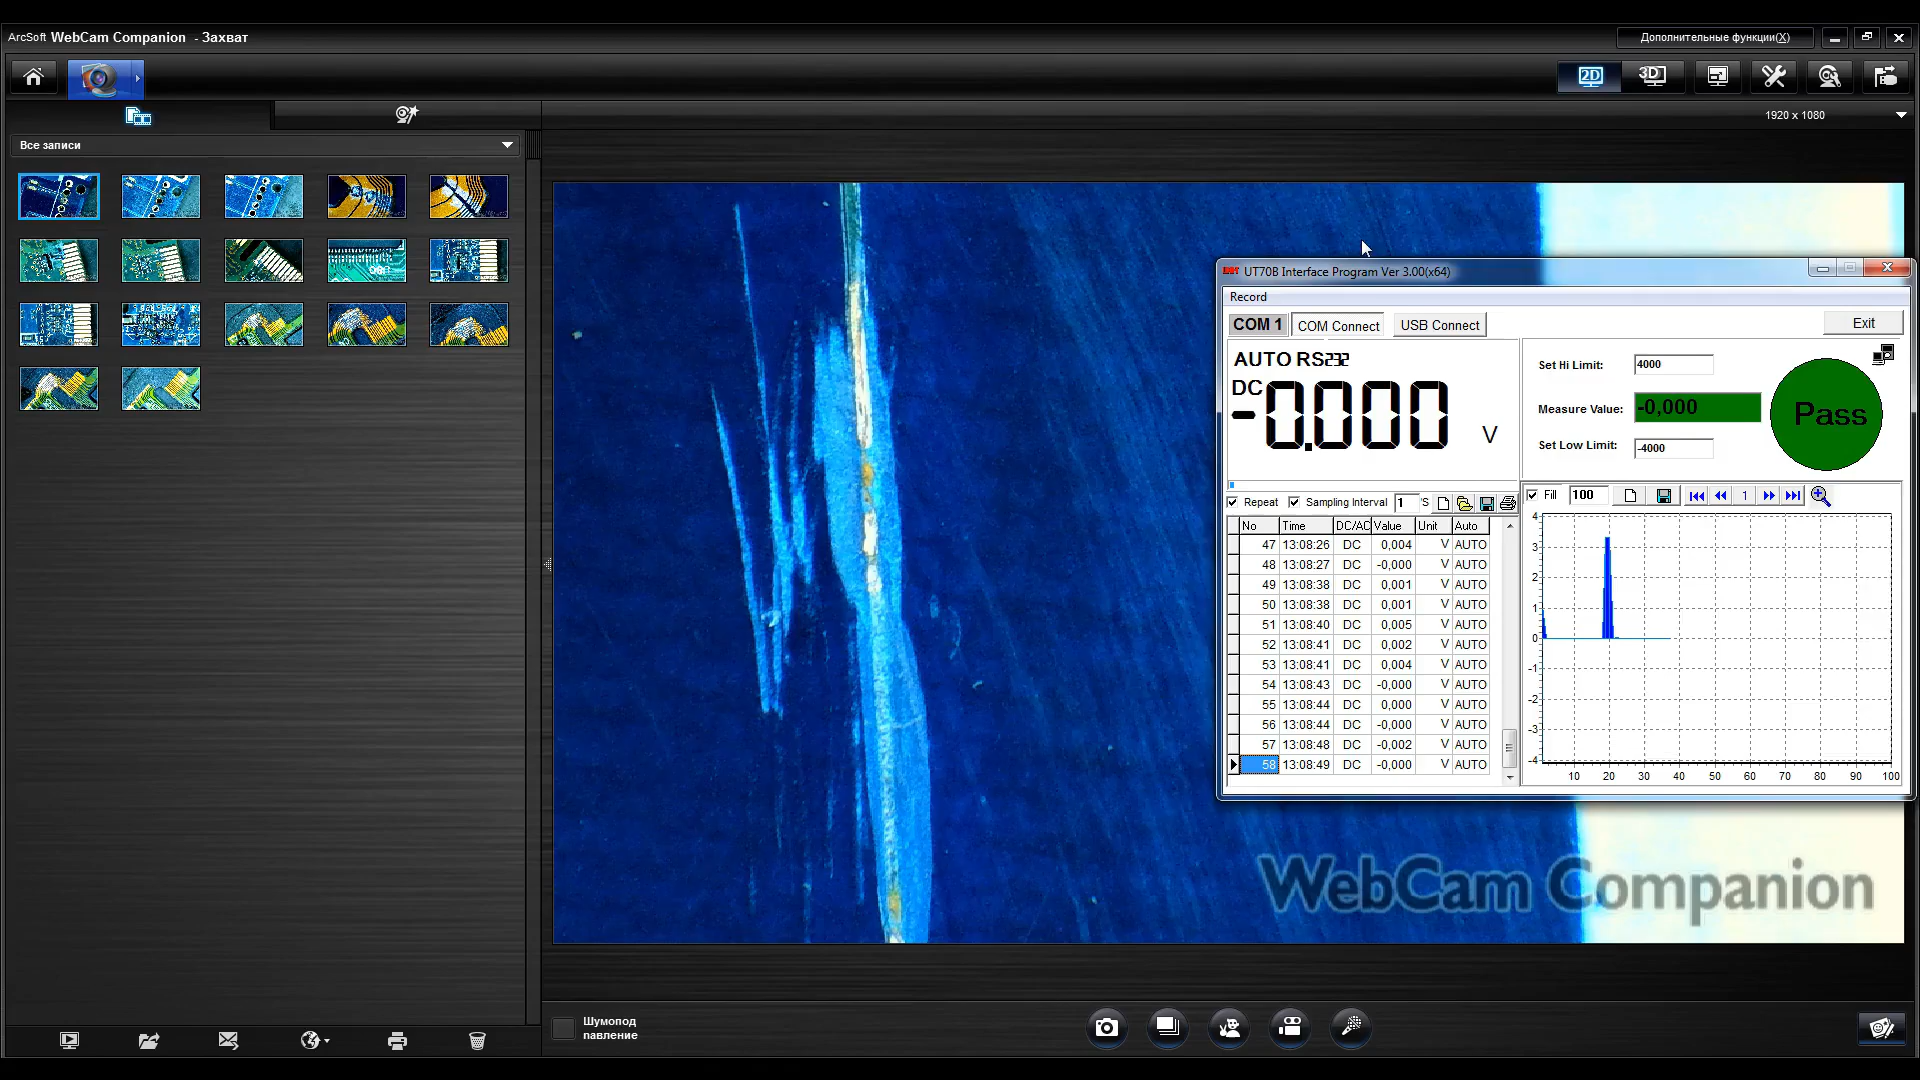 ArcSoft WebCam Companion - Захват
Дополнительные функции(X)
2D
3D
1920 x 1080
Все записи
UT70B Interface Program Ver 3.00(x64)
Record
COM 1
COM Connect
USB Connect
Exit
AUTO RS232
DC
-0.000
V
Set Hi Limit:
4000
Measure Value:
-0,000
Pass
Set Low Limit:
-4000
Repeat
Sampling Interval
1
'S
Fill
100
1
No Time DC/AC Value Unit Auto
47 13:08:26 DC 0,004 V AUTO
48 13:08:27 DC -0,000 V AUTO
49 13:08:38 DC 0,001 V AUTO
50 13:08:38 DC 0,001 V AUTO
51 13:08:40 DC 0,005 V AUTO
52 13:08:41 DC 0,002 V AUTO
53 13:08:41 DC 0,004 V AUTO
54 13:08:43 DC -0,000 V AUTO
55 13:08:44 DC 0,000 V AUTO
56 13:08:44 DC -0,000 V AUTO
57 13:08:48 DC -0,002 V AUTO
58 13:08:49 DC -0,000 V AUTO
4
3
2
1
0
-1
-2
-3
-4
10 20 30 40 50 60 70 80 90 100
WebCam Companion
Шумопод
павление